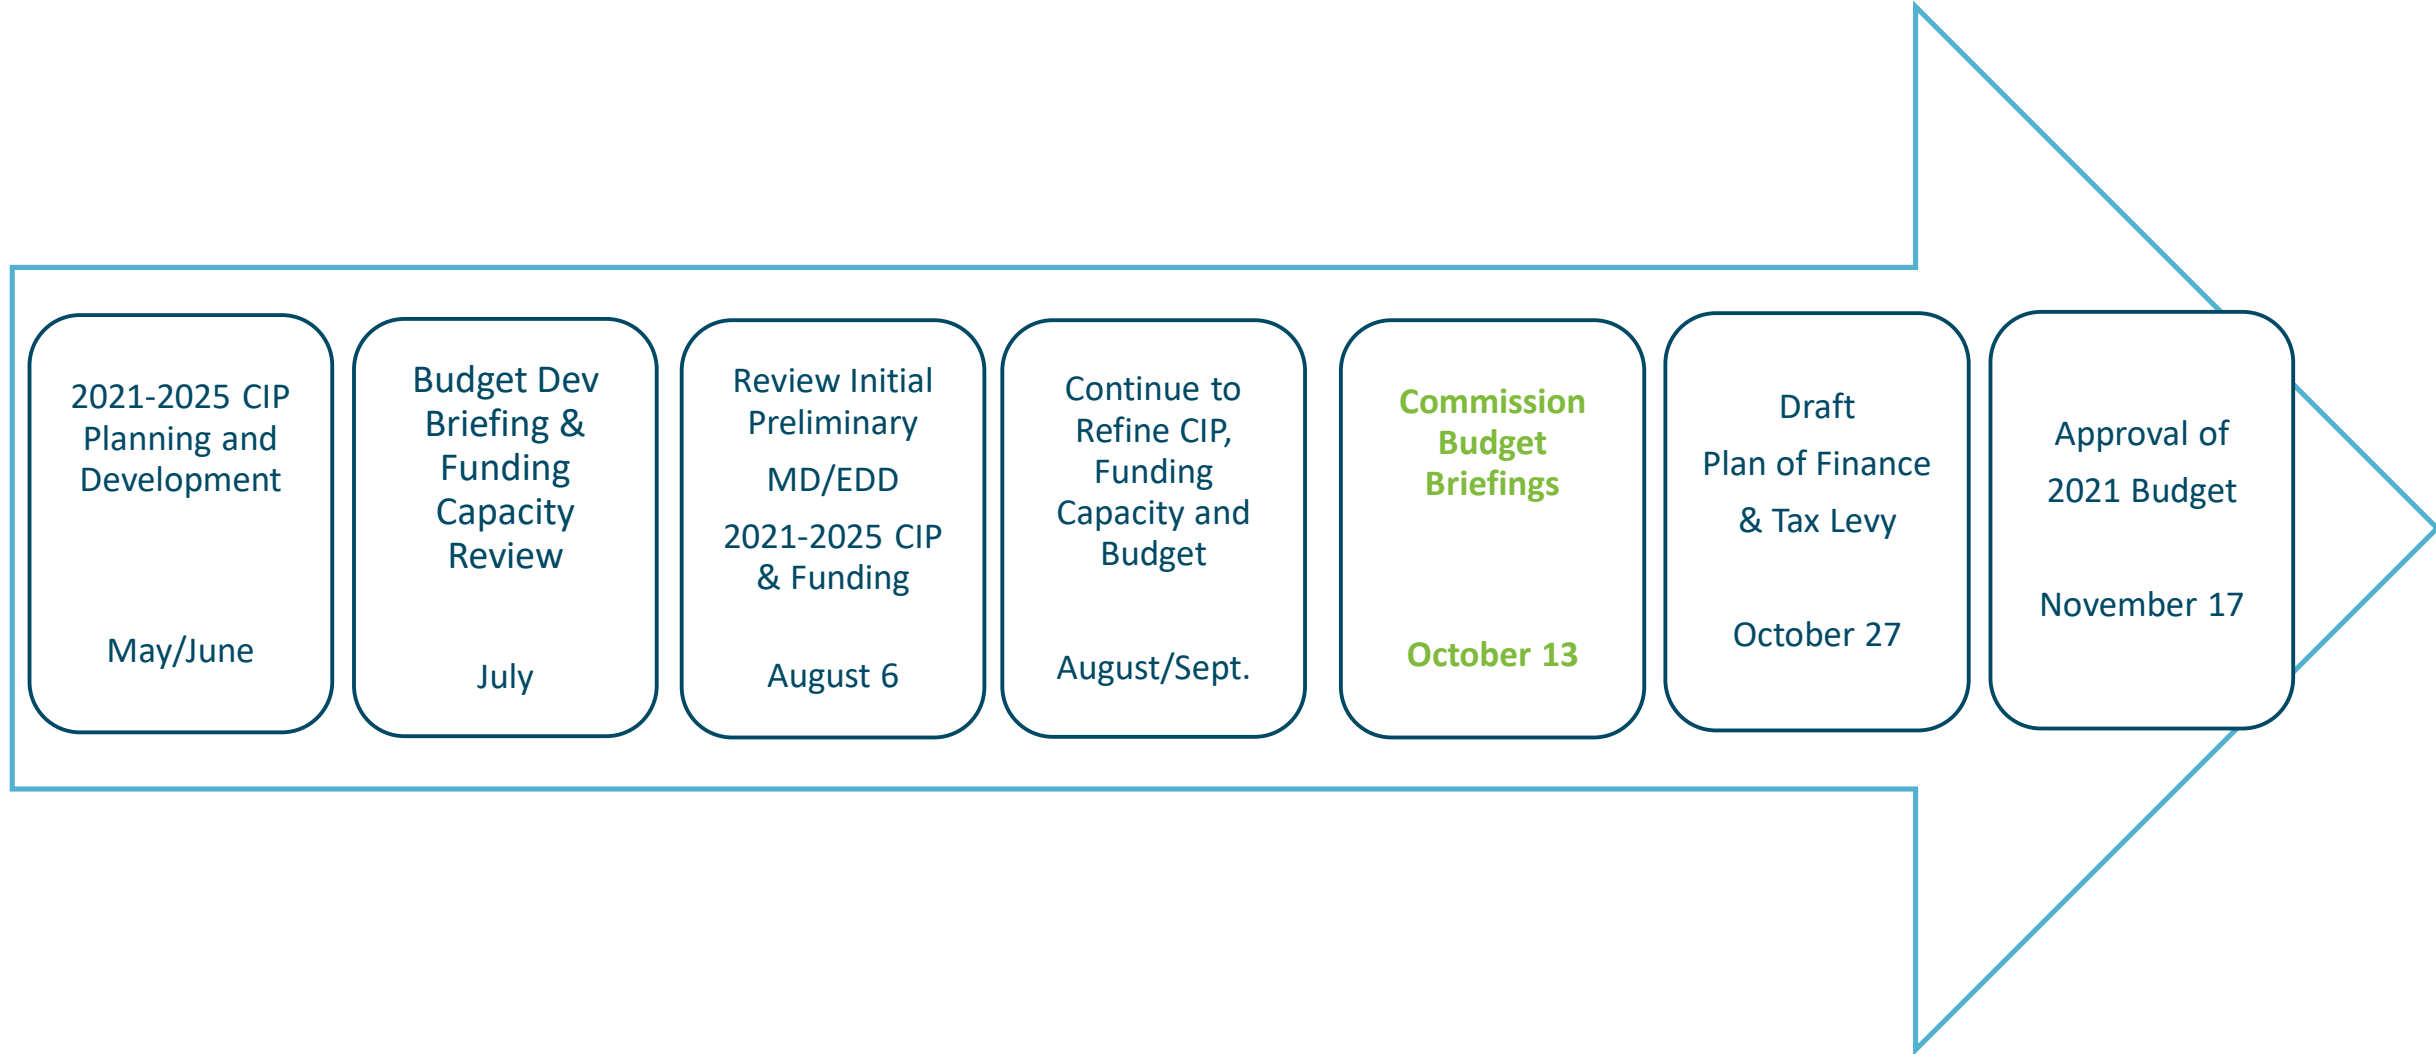 2021-2025 CIP
Planning and
Development
May/June
Budget Dev
Briefing &
Funding
Capacity
Review
July
Review Initial
Preliminary
MD/EDD
2021-2025 CIP
& Funding
August 6
Continue to
Refine CIP,
Funding
Capacity and
Budget
August/Sept.
Commission
Budget
Briefings
October 13
Draft
Plan of Finance
& Tax Levy
October 27
Approval of
2021 Budget
November 17